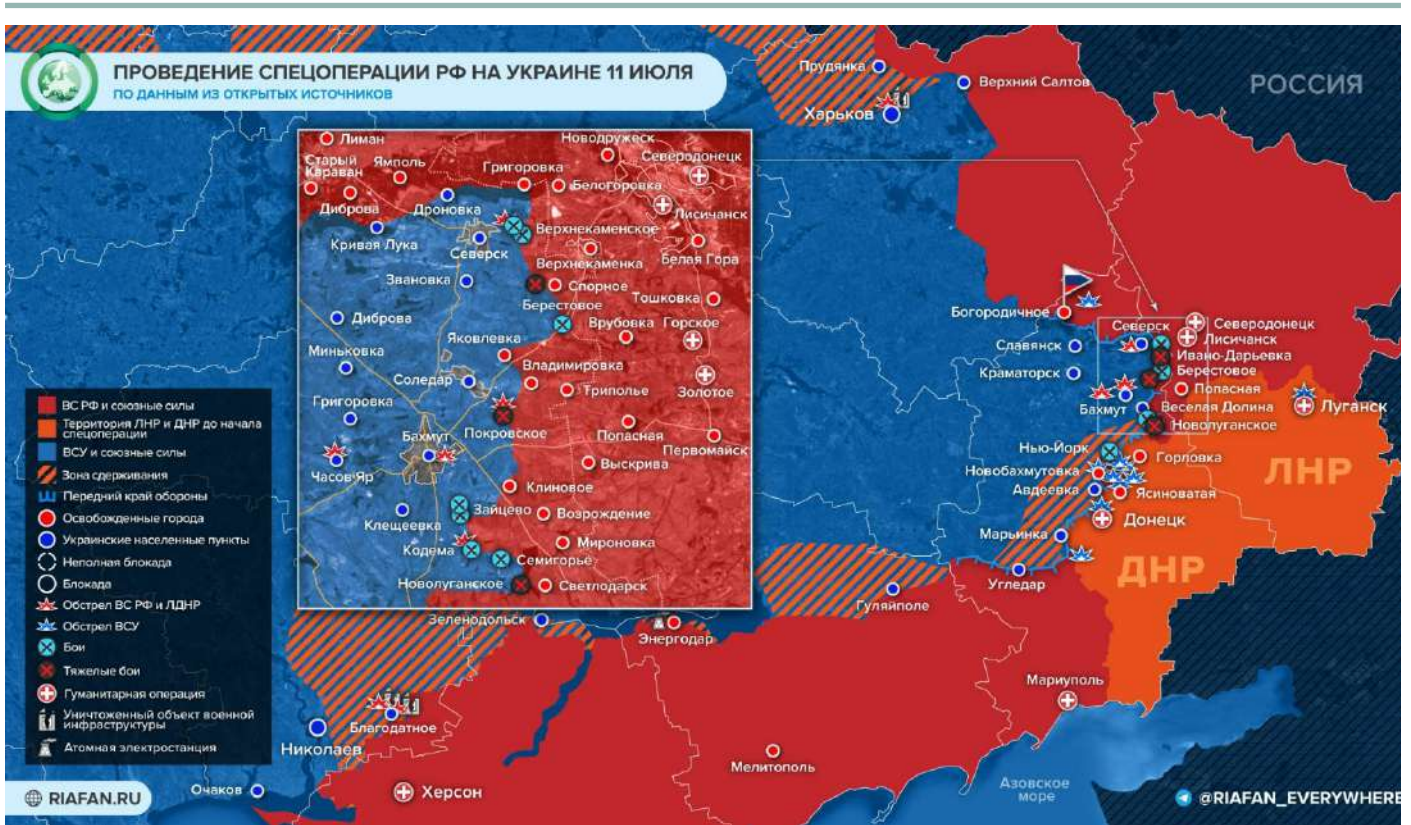 ПРОВЕДЕНИЕ СПЕЦОПЕРАЦИИ РФ НА УКРАИНЕ 11 ИЮЛЯ
ПО ДАННЫМ ИЗ ОТКРЫТЫХ ИСТОЧНИКОВ
Прудянка
Верхний Салтов
РОССИЯ
Харьков
Лиман
Новодружеск
Старый
Караван
Ямполь
Григоровка
Северодонецк
Белогоровка
Диброва
Дроновка
Лисичанск
Кривая Лука
Северск
Верхнекаменское
Верхнекаменка
Белая Гора
Звановка
Спорное
Берестовое
Тошковка
Диброва
Врубовка
Горское
Яковлевка
Миньковка
Владимировка
Соледар
Триполье
Золотое
Григоровка
Бахмут
Покровское
Попасная
Первомайск
Часов Яр
Выскрива
Клиновое
Клещеевка
Зайцево
Возрождение
Кодема
Мироновка
Семигорье
Новолуганское
Светлодарск
Богородичное
Северск
Северодонецк
Лисичанск
Славянск
Ивано-Дарьевка
Краматорск
Берестовое
Попасная
Бахмут
Веселая Долина
Луганск
Новолуганское
Нью-Йорк
Горловка
ЛНР
Новобахмутовка
Авдеевка
Ясиноватая
Донецк
Марьинка
ДНР
Угледар
Гуляйполе
Зеленодольск
Энергодар
Мариуполь
Благодатное
Николаев
Мелитополь
Очаков
Херсон
Азовское
море
ВС РФ и союзные силы
Территория ЛНР и ДНР до начала
спецоперации
ВСУ и союзные силы
Зона сдерживания
Передний край обороны
Освобожденные города
Украинские населенные пункты
Неполная блокада
Блокада
Обстрел ВС РФ и ЛДНР
Обстрел ВСУ
Бои
Тяжелые бои
Гуманитарная операция
Уничтоженный объект военной
инфраструктуры
Атомная электростанция
RIAFAN.RU
@RIAFAN_EVERYWHERE